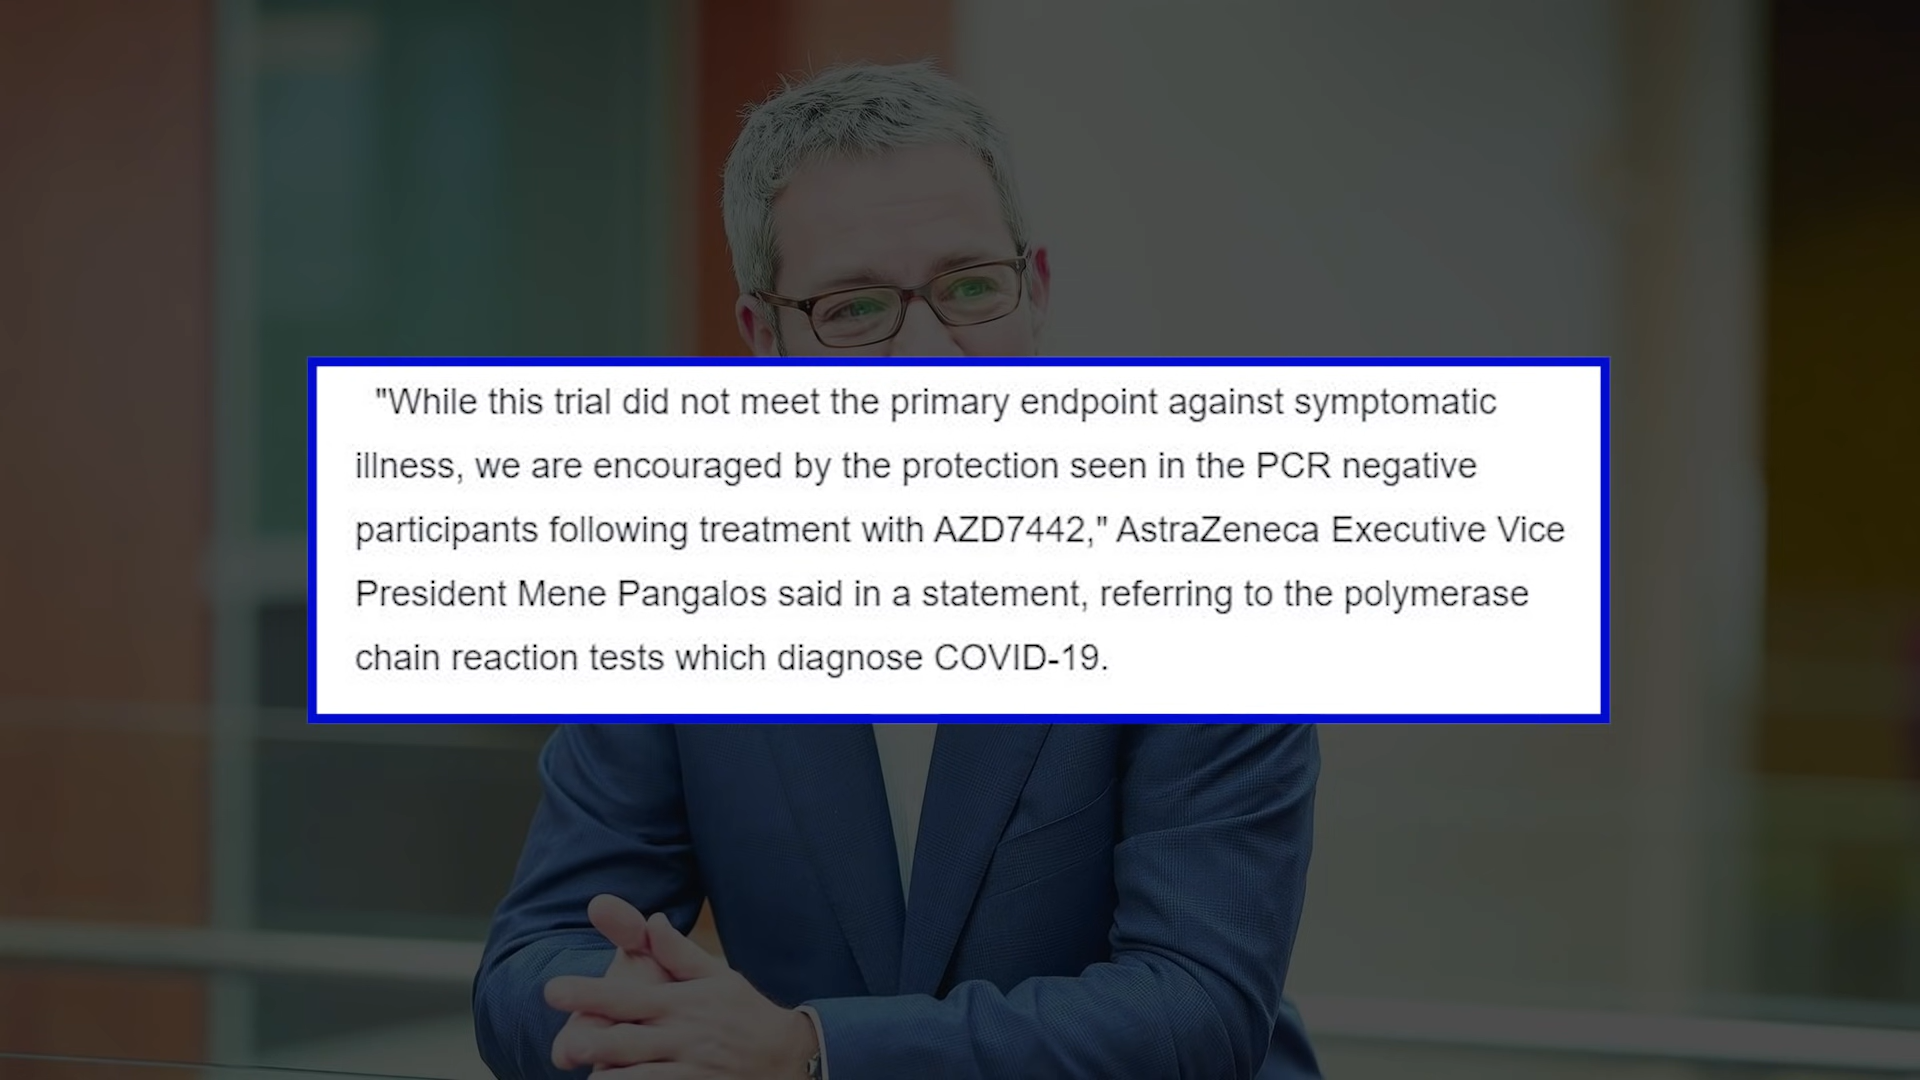 "While this trial did not meet the primary endpoint against symptomatic
illness, we are encouraged by the protection seen in the PCR negative
participants following treatment with AZD7442," AstraZeneca Executive Vice
President Mene Pangalos said in a statement, referring to the polymerase
chain reaction tests which diagnose COVID-19.